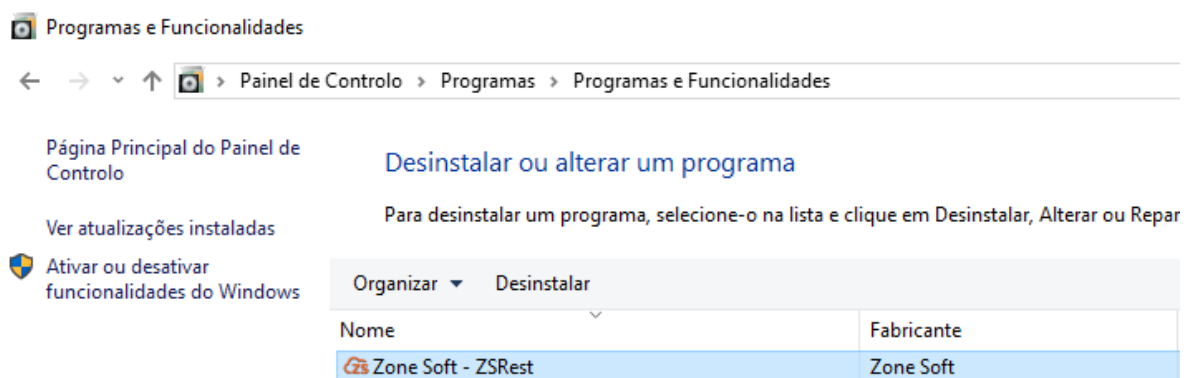 Programas e Funcionalidades
Painel de Controlo > Programas > Programas e Funcionalidades
Página Principal do Painel de
Controlo
Ver atualizações instaladas
Ativar ou desativar
funcionalidades do Windows
Desinstalar ou alterar um programa
Para desinstalar um programa, selecione-o na lista e clique em Desinstalar, Alterar ou Repar
Organizar Desinstalar
Nome Fabricante
ZS Zone Soft - ZSRest Zone Soft